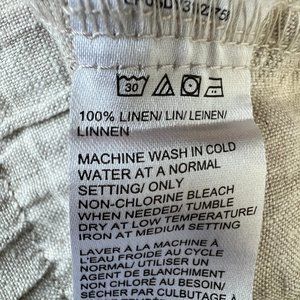 30
100% LINEN/ LIN/ LEINEN/
LINNEN
MACHINE WASH IN COLD
WATER AT A NORMAL
SETTING/ ONLY
NON-CHLORINE BLEACH
WHEN NEEDED/ TUMBLE
DRY AT LOW TEMPERATURE/
IRON AT MEDIUM SETTING
LAVER À LA MACHINE À
L'EAU FROIDE AU CYCLE
NORMAL/ UTILISER UN
AGENT DE BLANCHIMENT
NON CHLORÉ AU BESOIN/
SÉCHER PAR CULBUTAGE À